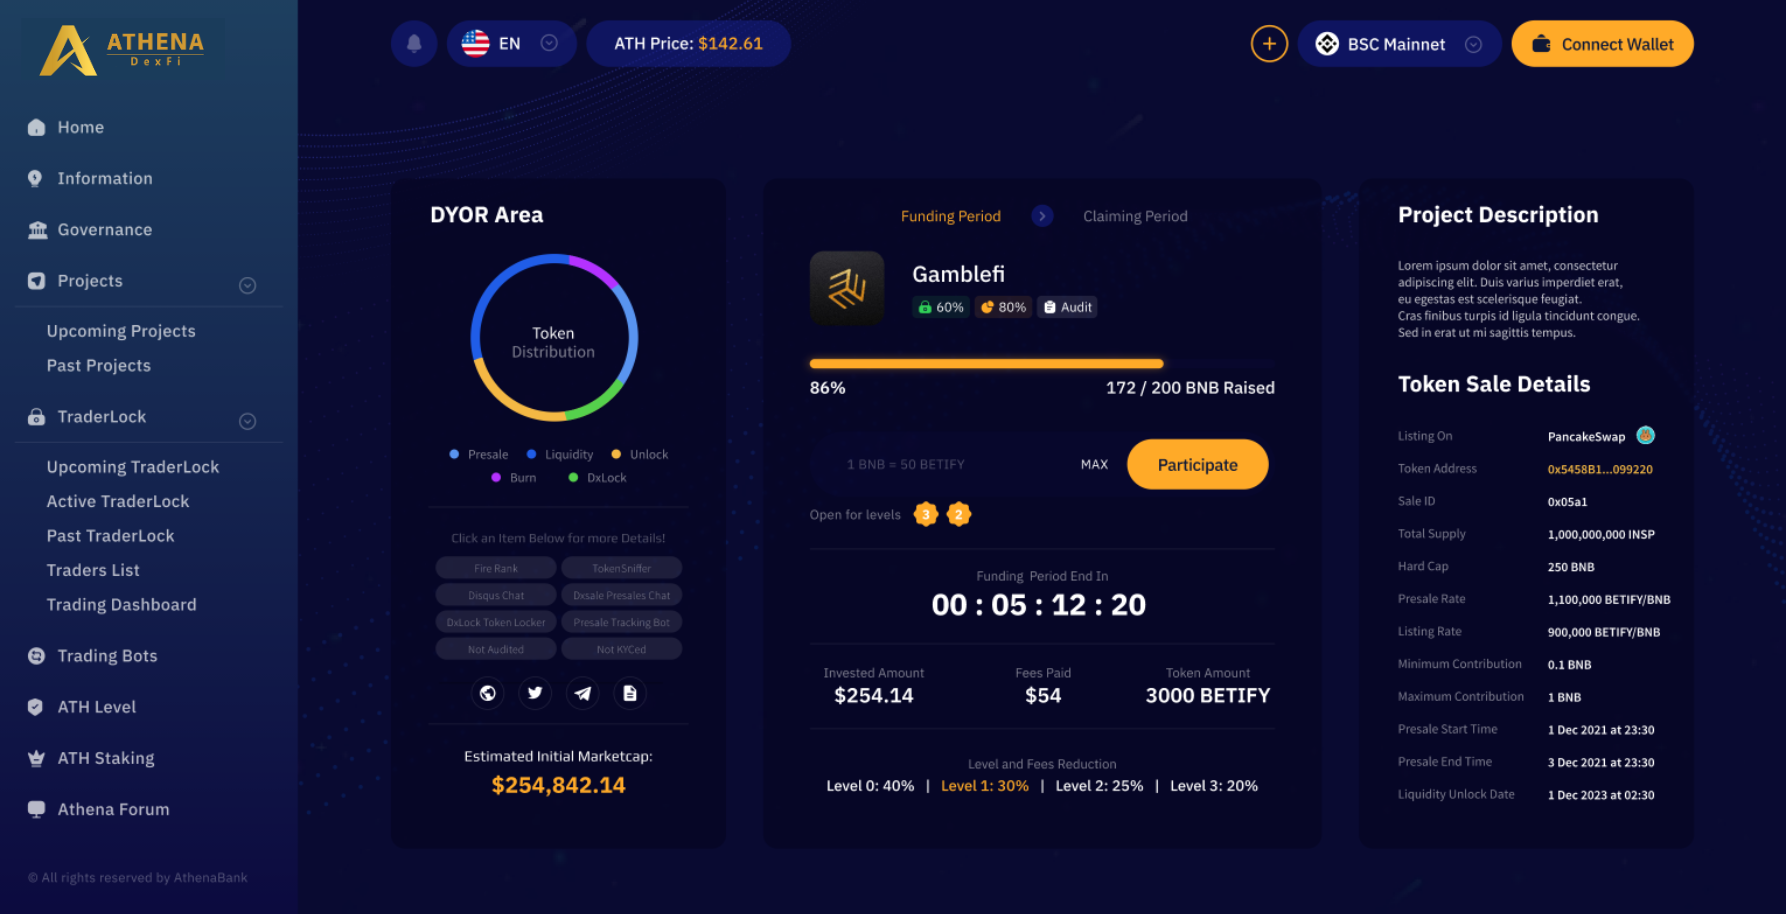 ATHENA
DexFi
Home
Information
Governance
Projects
Upcoming Projects
Past Projects
TraderLock
Upcoming TraderLock
Active TraderLock
Past TraderLock
Traders List
Trading Dashboard
Trading Bots
ATH Level
ATH Staking
Athena Forum
© All rights reserved by AthenaBank
EN
ATH Price: $142.61
BSC Mainnet
Connect Wallet
DYOR Area
Token
Distribution
Presale Liquidity Unlock
Burn DxLock
Click an Item Below for more Details!
Fire Rank TokenSniffer
Disqus Chat Dxsale Presales Chat
DxLock Token Locker Presale Tracking Bot
Not Audited Not KYCed
Estimated Initial Marketcap:
$254,842.14
Funding Period Claiming Period
Gamblefi
60% 80% Audit
86% 172 / 200 BNB Raised
1 BNB = 50 BETIFY MAX Participate
Open for levels 3 2
Funding Period End In
00 : 05 : 12 : 20
Invested Amount Fees Paid Token Amount
$254.14 $54 3000 BETIFY
Level and Fees Reduction
Level 0: 40% | Level 1: 30% | Level 2: 25% | Level 3: 20%
Project Description
Lorem ipsum dolor sit amet, consectetur
adipiscing elit. Duis varius imperdiet erat,
eu egestas est scelerisque feugiat.
Cras finibus turpis id ligula tincidunt congue.
Sed in erat ut mi sagittis tempus.
Token Sale Details
Listing On PancakeSwap
Token Address 0x5458B1...099220
Sale ID 0x05a1
Total Supply 1,000,000,000 INSP
Hard Cap 250 BNB
Presale Rate 1,100,000 BETIFY/BNB
Listing Rate 900,000 BETIFY/BNB
Minimum Contribution 0.1 BNB
Maximum Contribution 1 BNB
Presale Start Time 1 Dec 2021 at 23:30
Presale End Time 3 Dec 2021 at 23:30
Liquidity Unlock Date 1 Dec 2023 at 02:30